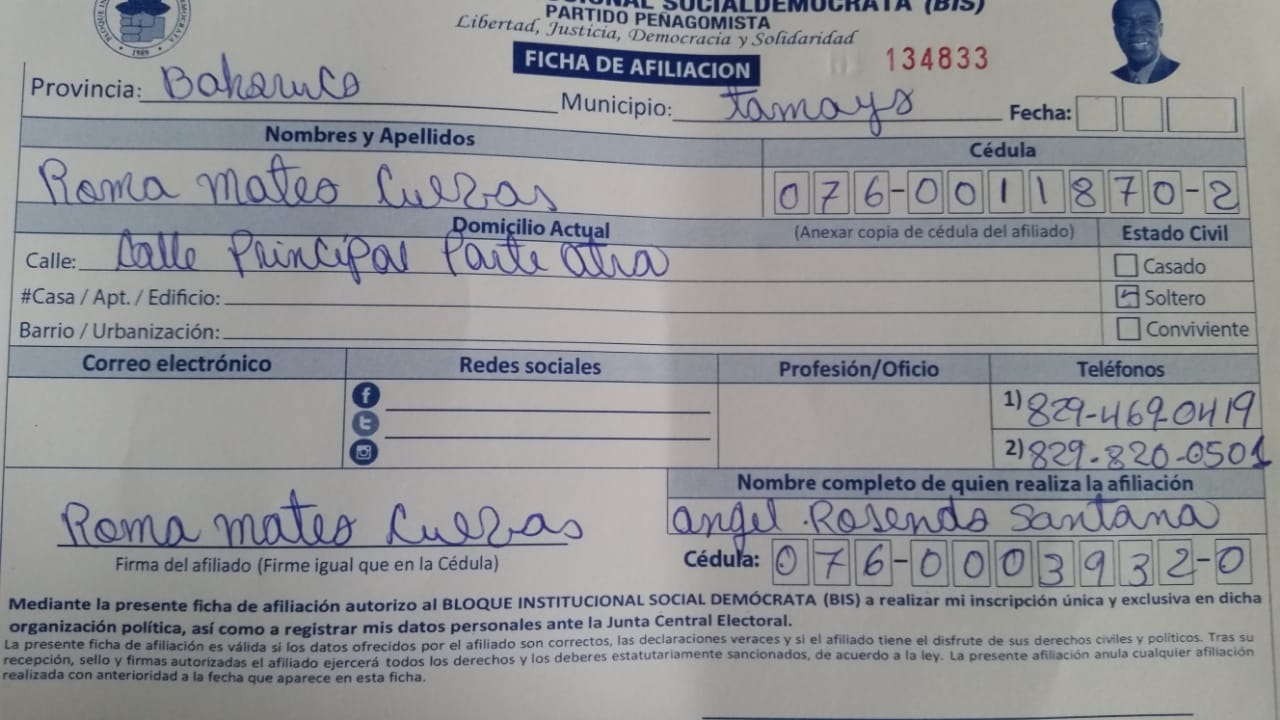 SOCIALDEMOCRATA (BIS)
PARTIDO PEÑAGOMISTA
Libertad, Justicia, Democracia y Solidaridad
FICHA DE AFILIACION
134833
1989
Provincia: Bahoruco
Municipio: Tamayo
Fecha:
Nombres y Apellidos
Cédula
Roma Mateo Cuevas
076-0011870-2
Domicilio Actual
(Anexar copia de cédula del afiliado)
Estado Civil
Calle: Calle Principal Parte Atra
Casado
#Casa / Apt. / Edificio:
Soltero
Barrio / Urbanización:
Conviviente
Correo electrónico
Redes sociales
Profesión/Oficio
Teléfonos
1) 829-469-0419
2) 829-820-0501
Nombre completo de quien realiza la afiliación
Roma Mateo Cuevas
angel Rosendo Santana
Firma del afiliado (Firme igual que en la Cédula)
Cédula: 076-0003932-0
Mediante la presente ficha de afiliación autorizo al BLOQUE INSTITUCIONAL SOCIAL DEMÓCRATA (BIS) a realizar mi inscripción única y exclusiva en dicha
organización política, así como a registrar mis datos personales ante la Junta Central Electoral.
La presente ficha de afiliación es válida si los datos ofrecidos por el afiliado son correctos, las declaraciones veraces y si el afiliado tiene el disfrute de sus derechos civiles y políticos. Tras su
recepción, sello y firmas autorizadas el afiliado ejercerá todos los derechos y los deberes estatutariamente sancionados, de acuerdo a la ley. La presente afiliación anula cualquier afiliación
realizada con anterioridad a la fecha que aparece en esta ficha.